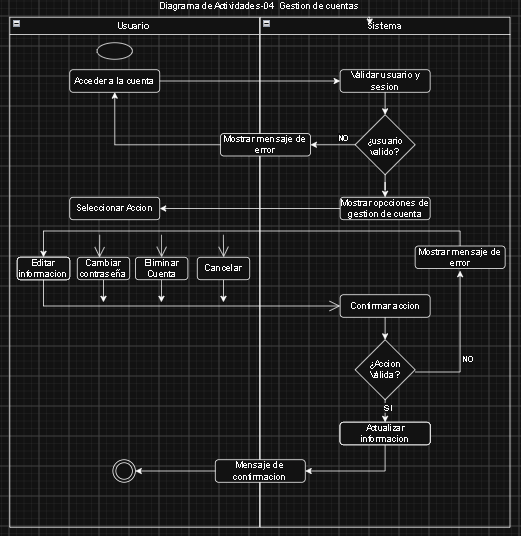 Diagrama de Actividades-04 Gestion de cuentas
Usuario
Sistema
Acceder a la cuenta
Validar usuario y
sesion
Mostrar mensaje de
error
NO
¿usuario
Valido?
Seleccionar Accion
Mostrar opcciones de
gestion de cuenta
Editar
informacion
Cambiar
contraseña
Eliminar
Cuenta
Cancelar
Mostrar mensaje de
error
Confirmar accion
¿Accion
Valida?
NO
SI
Actualizar
informacion
Mensaje de
confirmacion